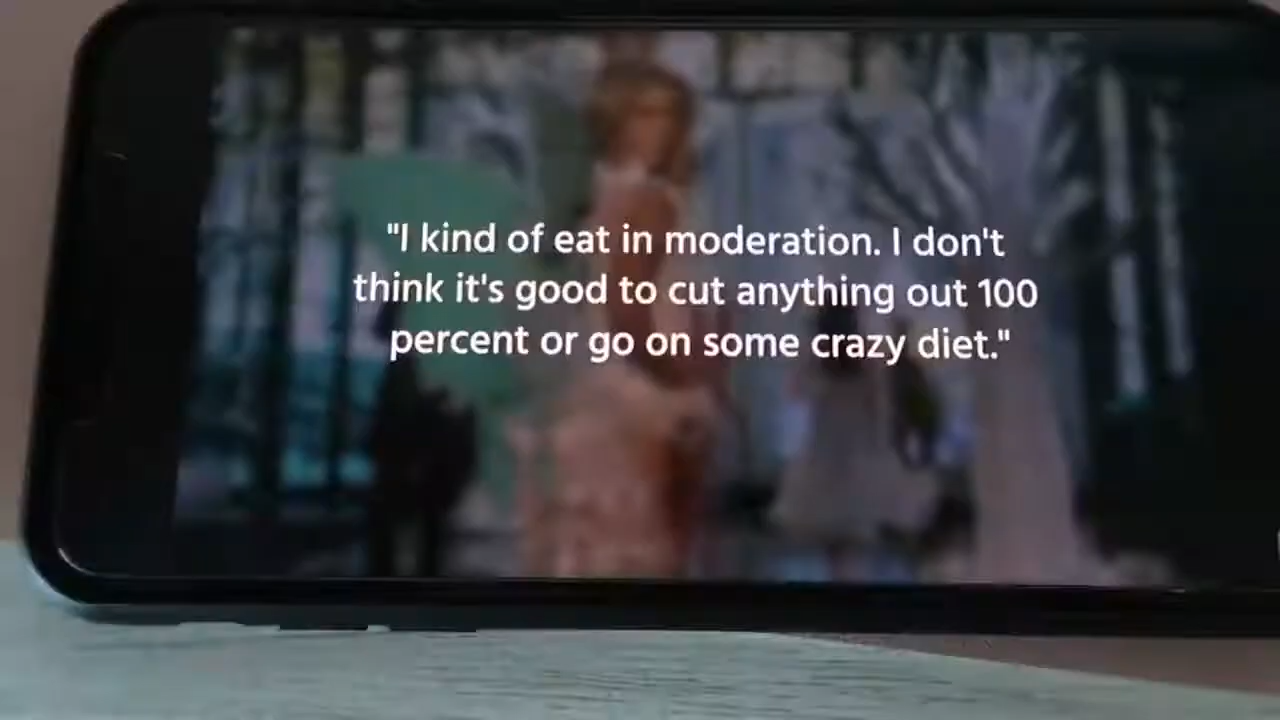 "I kind of eat in moderation. I don't
think it's good to cut anything out 100
percent or go on some crazy diet."